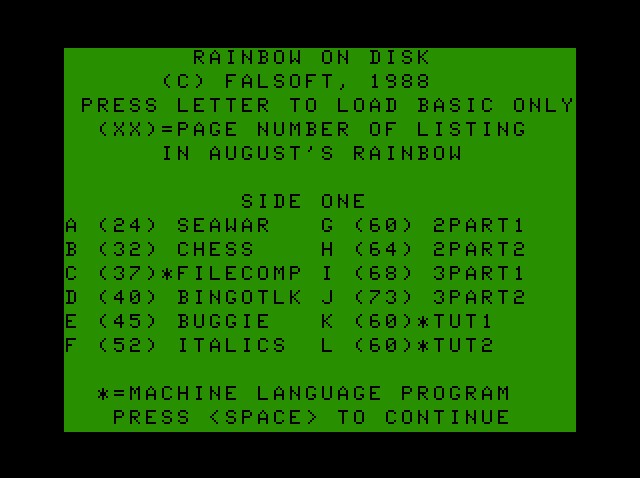 RAINBOW ON DISK
(C) FALSOFT, 1988
PRESS LETTER TO LOAD BASIC ONLY
(XX)=PAGE NUMBER OF LISTING
IN AUGUST'S RAINBOW
SIDE ONE
A (24) SEAWAR G (60) 2PART1
B (32) CHESS H (64) 2PART2
C (37)*FILECOMP I (68) 3PART1
D (40) BINGOTLK J (73) 3PART2
E (45) BUGGIE K (60)*TUT1
F (52) ITALICS L (60)*TUT2
*=MACHINE LANGUAGE PROGRAM
PRESS <SPACE> TO CONTINUE